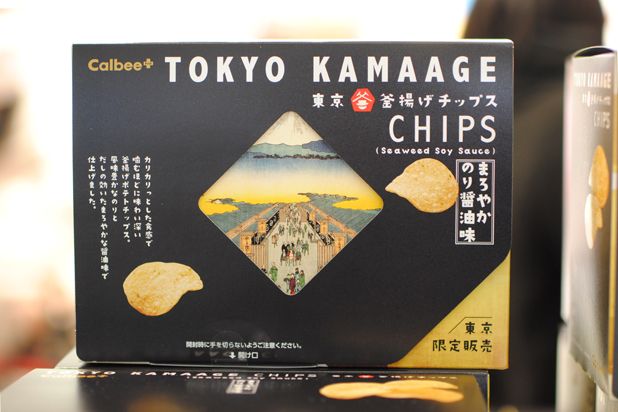 Calbee+
TOKYO KAMAAGE
東京 釜揚げチップス
CHIPS
(Seaweed Soy Sauce)
まろやか
のり醤油味
カリカリっとした食感で
噛むほどに味わい深い
釜揚げポテトチップス。
風味豊かなのりと
だしの効いたまろやかな醤油味で
仕上げました。
東京
限定販売
開封時に手を切らないようご注意ください。
↓開け口
TOKYO KAMAAGE CHIPS
(Seaweed Soy Sauce)
TOKYO